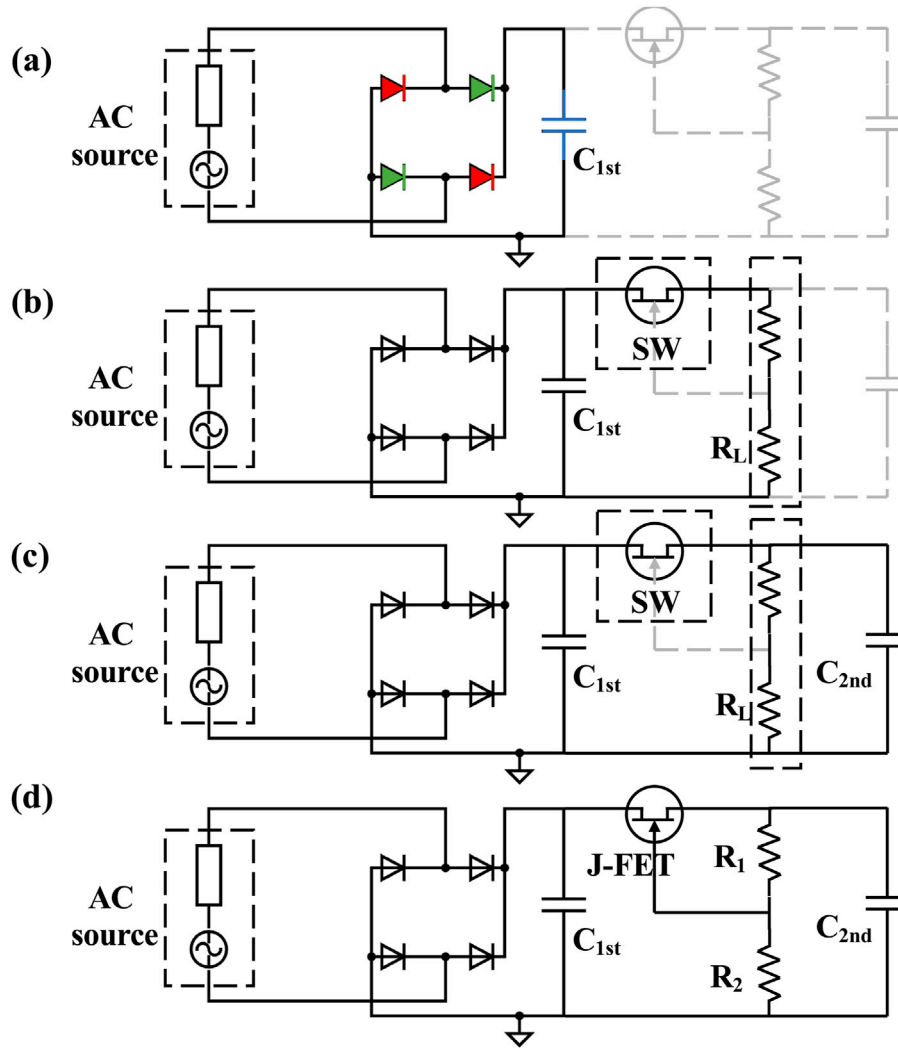 (a)
AC
source
C1st
(b)
AC
source
SW
C1st
RL
(c)
AC
source
SW
C1st
RL
C2nd
(d)
AC
source
J-FET
R1
C1st
C2nd
R2